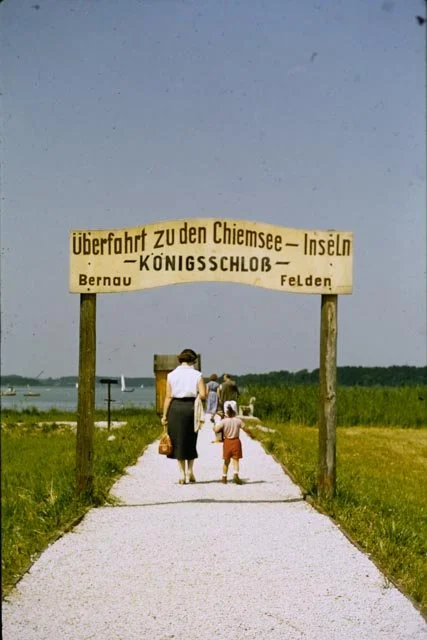 Überfahrt zu den Chiemsee – Inseln
– KÖNIGSSCHLOß –
Bernau Felden